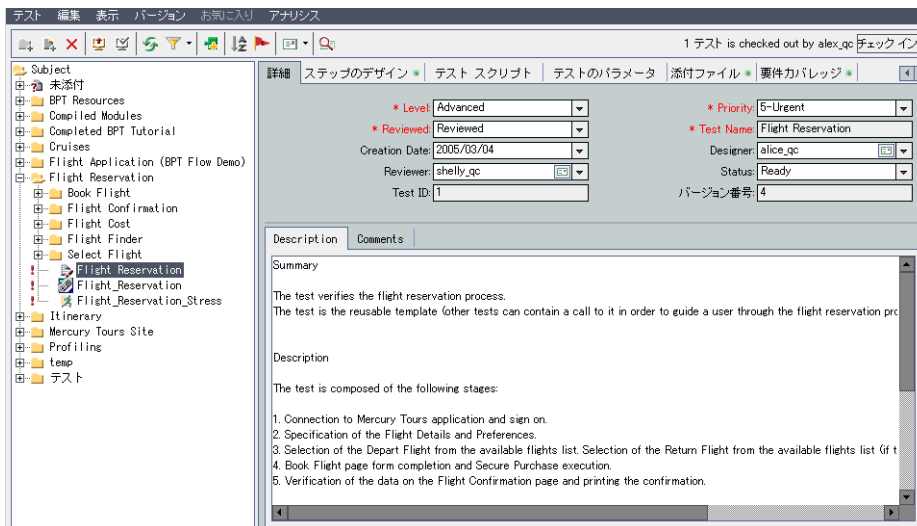 テスト 編集 表示 バージョン お気に入り アナリシス
1 テスト is checked out by alex_qc チェック イン
Subject
未添付
BPT Resources
Compiled Modules
Completed BPT Tutorial
Cruises
Flight Application (BPT Flow Demo)
Flight Reservation
Book Flight
Flight Confirmation
Flight Cost
Flight Finder
Select Flight
Flight Reservation
Flight_Reservation
Flight_Reservation_Stress
Itinerary
Mercury Tours Site
Profiling
temp
テスト
詳細 ステップのデザイン * テスト スクリプト テストのパラメータ 添付ファイル * 要件カバレッジ *
* Level: Advanced
* Priority: 5-Urgent
* Reviewed: Reviewed
* Test Name: Flight Reservation
Creation Date: 2005/03/04
Designer: alice_qc
Reviewer: shelly_qc
Status: Ready
Test ID: 1
バージョン番号: 4
Description Comments
Summary
The test verifies the flight reservation process.
The test is the reusable template (other tests can contain a call to it in order to guide a user through the flight reservation pro
Description
The test is composed of the following stages:
1. Connection to Mercury Tours application and sign on.
2. Specification of the Flight Details and Preferences.
3. Selection of the Depart Flight from the available flights list. Selection of the Return Flight from the available flights list (if t
4. Book Flight page form completion and Secure Purchase execution.
5. Verification of the data on the Flight Confirmation page and printing the confirmation.